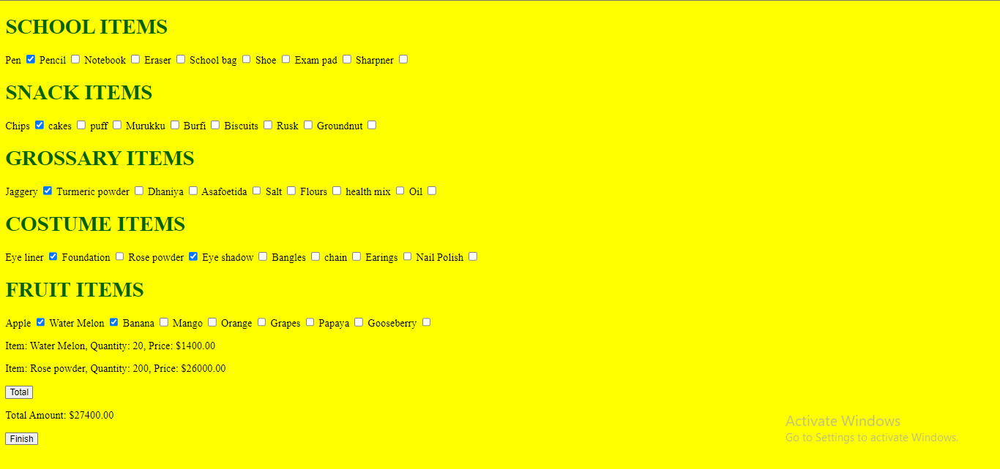 SCHOOL ITEMS
Pen Pencil Notebook Eraser School bag Shoe Exam pad Sharpner
SNACK ITEMS
Chips cakes puff Murukku Burfi Biscuits Rusk Groundnut
GROSSARY ITEMS
Jaggery Turmeric powder Dhaniya Asafoetida Salt Flours health mix Oil
COSTUME ITEMS
Eye liner Foundation Rose powder Eye shadow Bangles chain Earings Nail Polish
FRUIT ITEMS
Apple Water Melon Banana Mango Orange Grapes Papaya Gooseberry
Item: Water Melon, Quantity: 20, Price: $1400.00
Item: Rose powder, Quantity: 200, Price: $26000.00
Total
Total Amount: $27400.00
Finish
Activate Windows
Go to Settings to activate Windows.